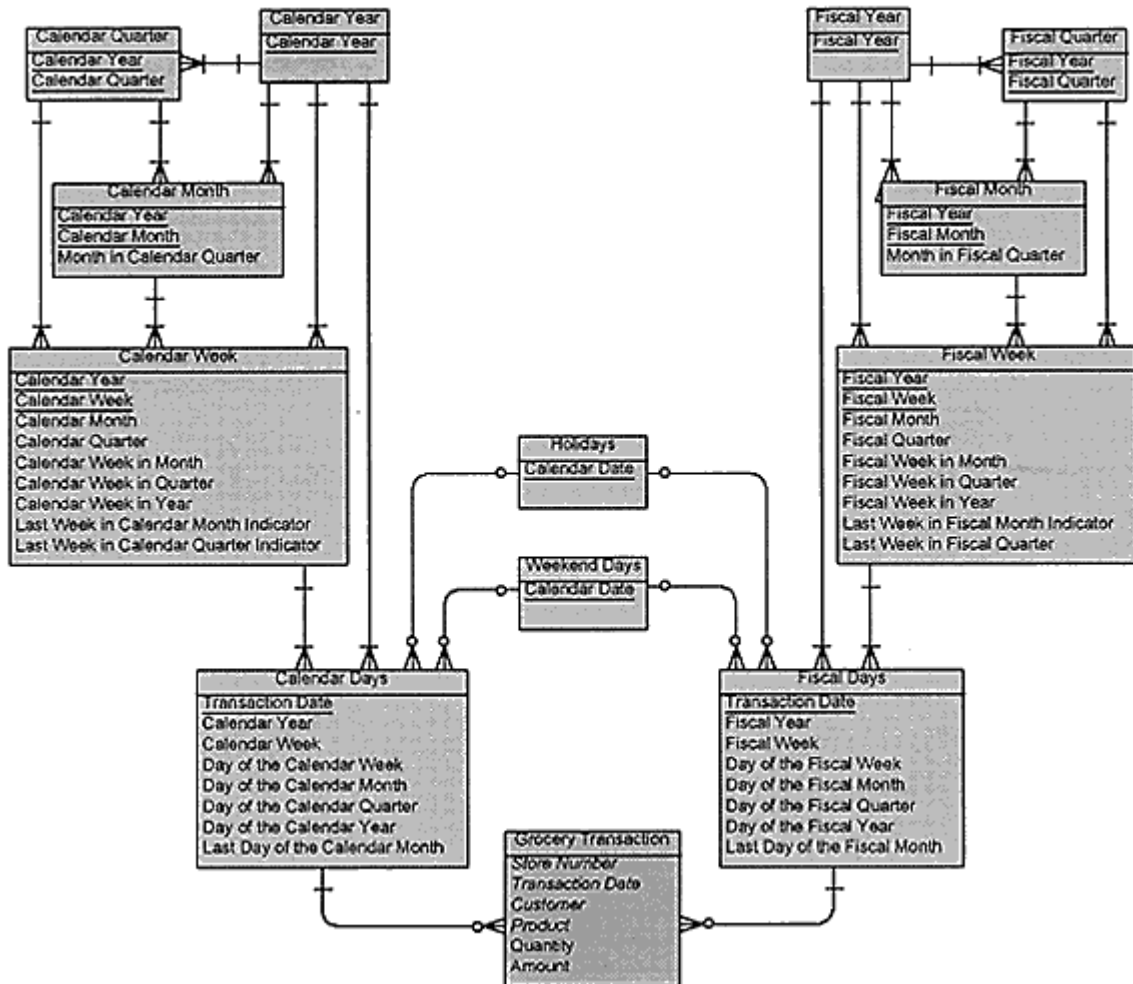 Calendar Quarter
Calendar Year
Calendar Quarter
Calendar Year
Calendar Year
Fiscal Year
Fiscal Year
Fiscal Quarter
Fiscal Year
Fiscal Quarter
Calendar Month
Calendar Year
Calendar Month
Month in Calendar Quarter
Fiscal Month
Fiscal Year
Fiscal Month
Month in Fiscal Quarter
Calendar Week
Calendar Year
Calendar Week
Calendar Month
Calendar Quarter
Calendar Week in Month
Calendar Week in Quarter
Calendar Week in Year
Last Week in Calendar Month Indicator
Last Week in Calendar Quarter Indicator
Fiscal Week
Fiscal Year
Fiscal Week
Fiscal Month
Fiscal Quarter
Fiscal Week in Month
Fiscal Week in Quarter
Fiscal Week in Year
Last Week in Fiscal Month Indicator
Last Week in Fiscal Quarter
Holidays
Calendar Date
Weekend Days
Calendar Date
Calendar Days
Transaction Date
Calendar Year
Calendar Week
Day of the Calendar Week
Day of the Calendar Month
Day of the Calendar Quarter
Day of the Calendar Year
Last Day of the Calendar Month
Fiscal Days
Transaction Date
Fiscal Year
Fiscal Week
Day of the Fiscal Week
Day of the Fiscal Month
Day of the Fiscal Quarter
Day of the Fiscal Year
Last Day of the Fiscal Month
Grocery Transaction
Store Number
Transaction Date
Customer
Product
Quantity
Amount